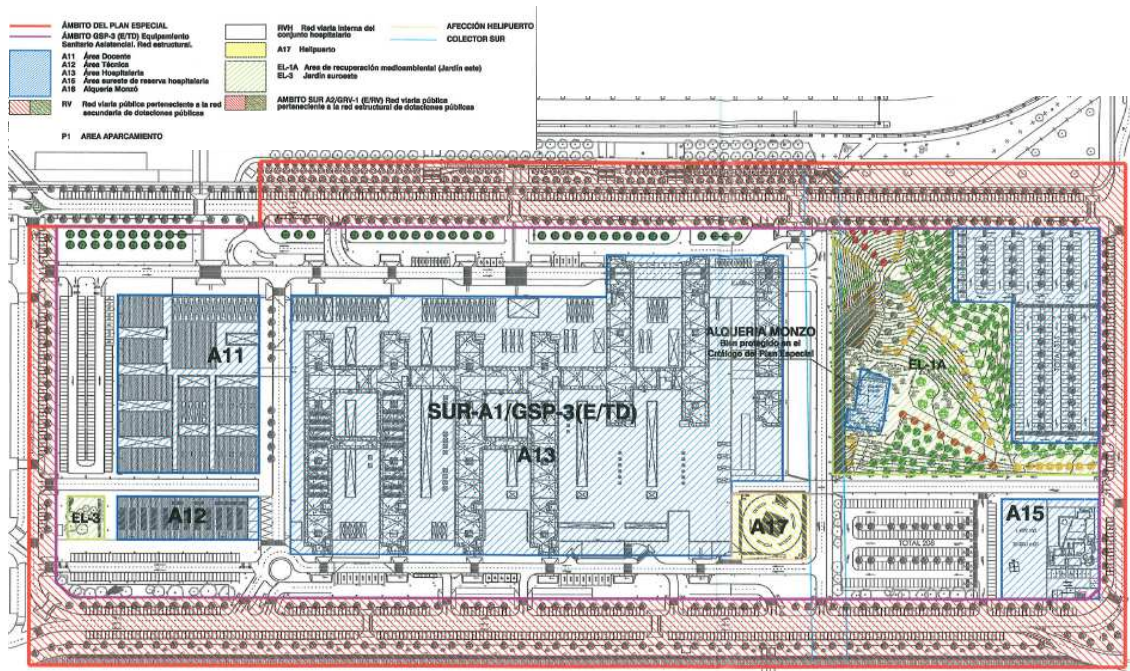 ÁMBITO DEL PLAN ESPECIAL
ÁMBITO GSP-3 (E/TD) Equipamiento
Sanitario Asistencial. Red estructural.
A11 Área Docente
A12 Área Técnica
A13 Área Hospitalaria
A15 Área sureste de reserva hospitalaria
A16 Alquería Monzó
RV Red viaria pública perteneciente a la red
secundaria de dotaciones públicas
P1 AREA APARCAMIENTO
RVH Red viaria interna del
conjunto hospitalario
A17 Helipuerto
EL-1A Area de recuperación medioambiental (Jardín este)
EL-3 Jardín suroeste
AMBITO SUR A2/GRV-1 (E/RV) Red viaria pública
perteneciente a la red estructural de dotaciones públicas
AFECCIÓN HELIPUERTO
COLECTOR SUR
ALQUERIA MONZO
Bien protegido en el
Catálogo del Plan Especial
A11
EL-1A
SUR-A1/GSP-3(E/TD)
A13
EL-3
A12
A17
A15
TOTAL 208